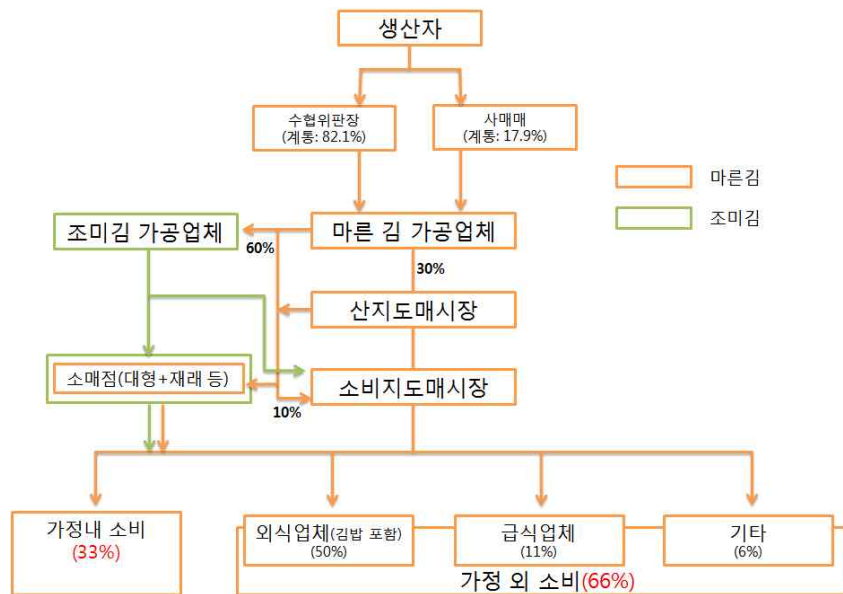 생산자
수협위판장
(계통: 82.1%)
사매매
(계통: 17.9%)
마른김
조미김
조미김 가공업체
60%
마른 김 가공업체
30%
산지도매시장
소매점(대형+재래 등)
소비지도매시장
10%
가정내 소비
(33%)
외식업체(김밥 포함)
(50%)
급식업체
(11%)
기타
(6%)
가정 외 소비(66%)